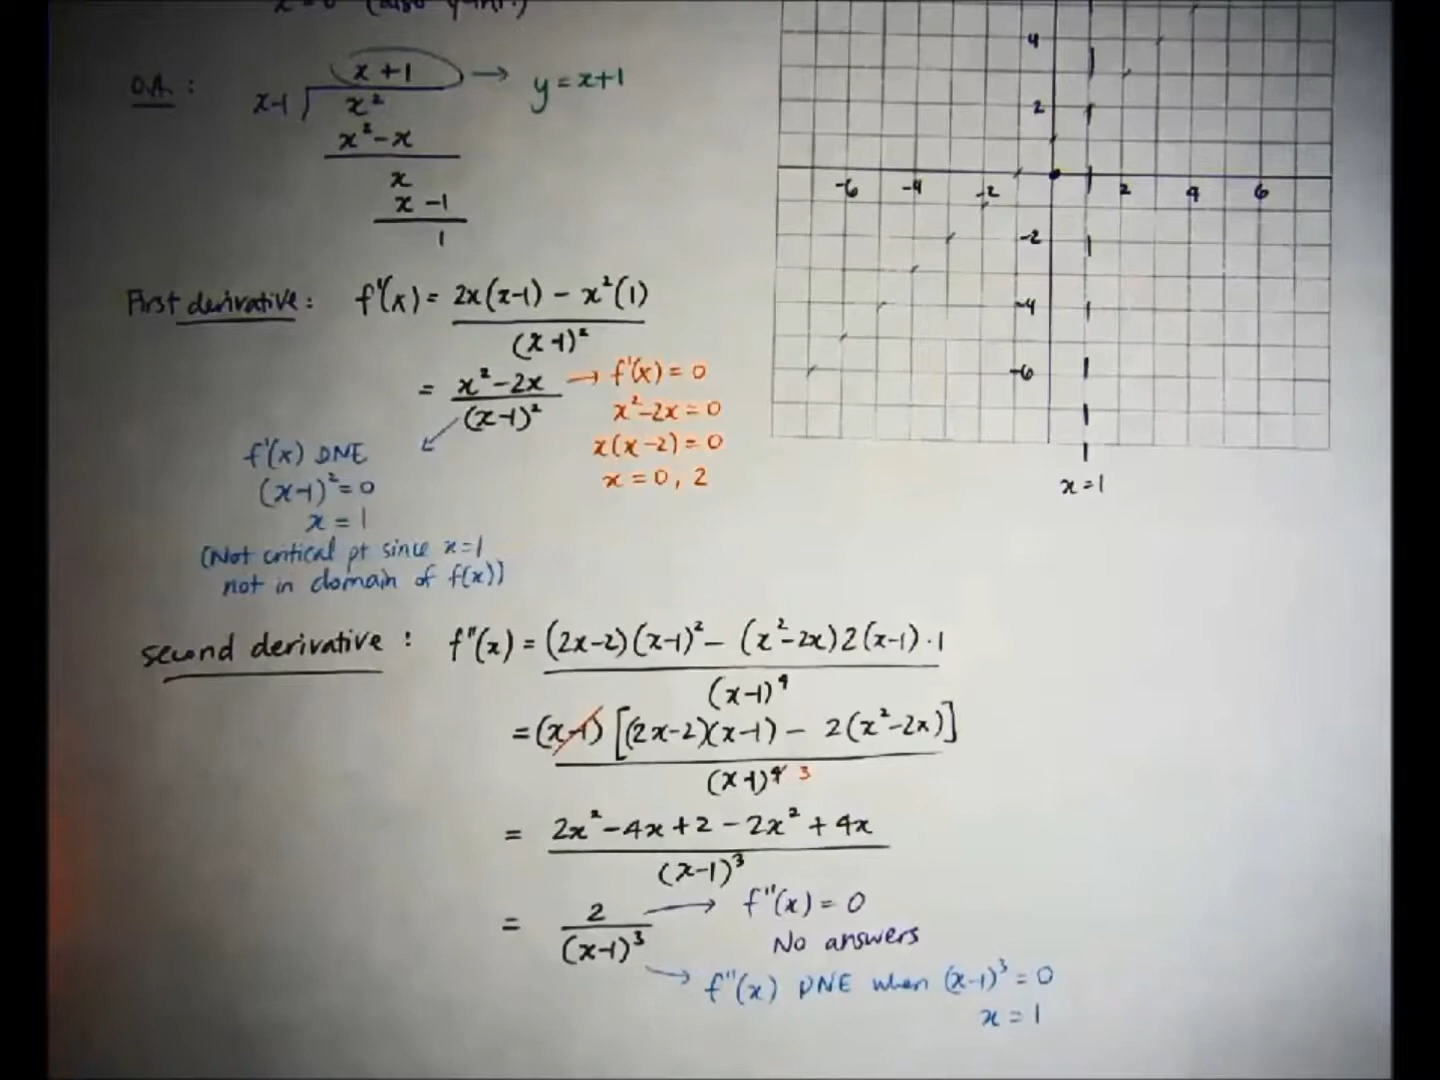 x = 0 (also y-int.)
O.A. :
x + 1 → y = x+1
x-1 x²
x² - x
x
x - 1
1
4
2
-6 -4 -2 2 4 6
-2
-4
-6
x = 1
First derivative : f'(x) = 2x(x-1) - x²(1)
(x-1)²
= x² - 2x → f'(x) = 0
(x-1)²
x² - 2x = 0
x(x-2) = 0
x = 0, 2
f'(x) DNE
(x-1)² = 0
x = 1
(Not critical pt since x=1
not in domain of f(x))
second derivative : f"(x) = (2x-2)(x-1)² - (x²-2x)2(x-1)·1
(x-1)⁴
= (x-1) [(2x-2)(x-1) - 2(x²-2x)]
(x-1)⁴ 3
= 2x² - 4x + 2 - 2x² + 4x
(x-1)³
= 2 → f"(x) = 0
(x-1)³ No answers
→ f"(x) DNE when (x-1)³ = 0
x = 1